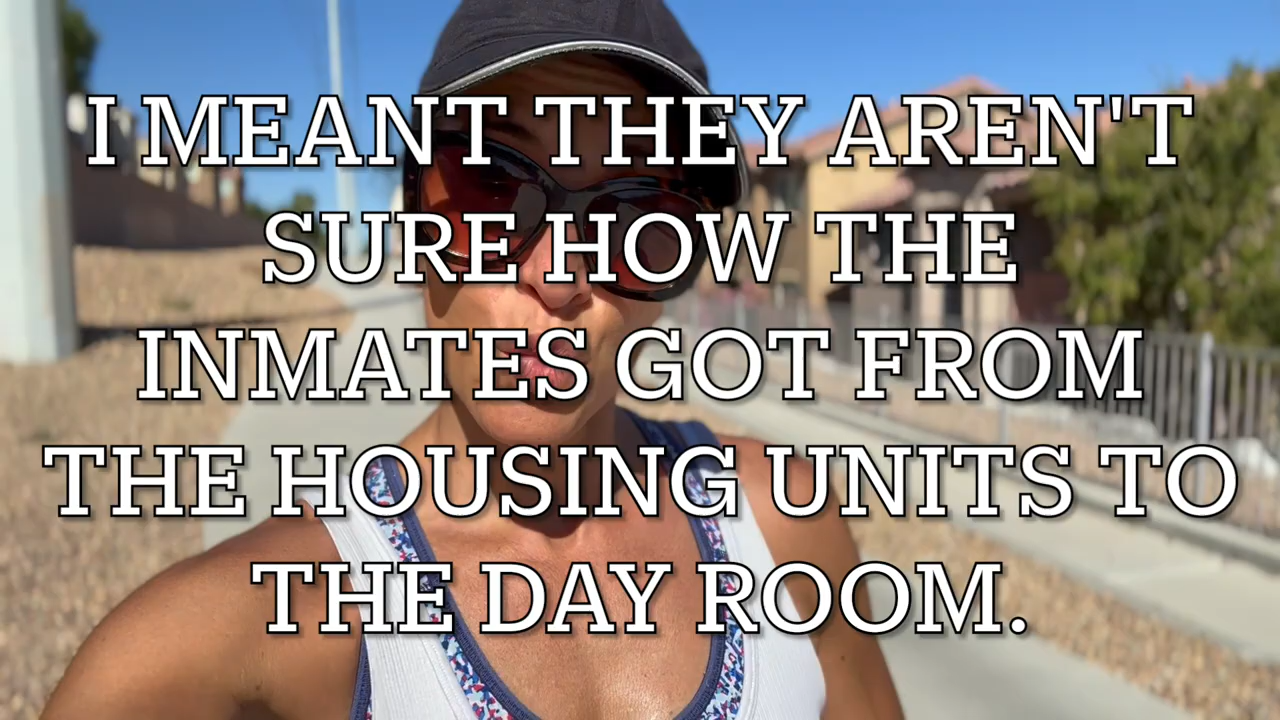 I MEANT THEY AREN'T
SURE HOW THE
INMATES GOT FROM
THE HOUSING UNITS TO
THE DAY ROOM.